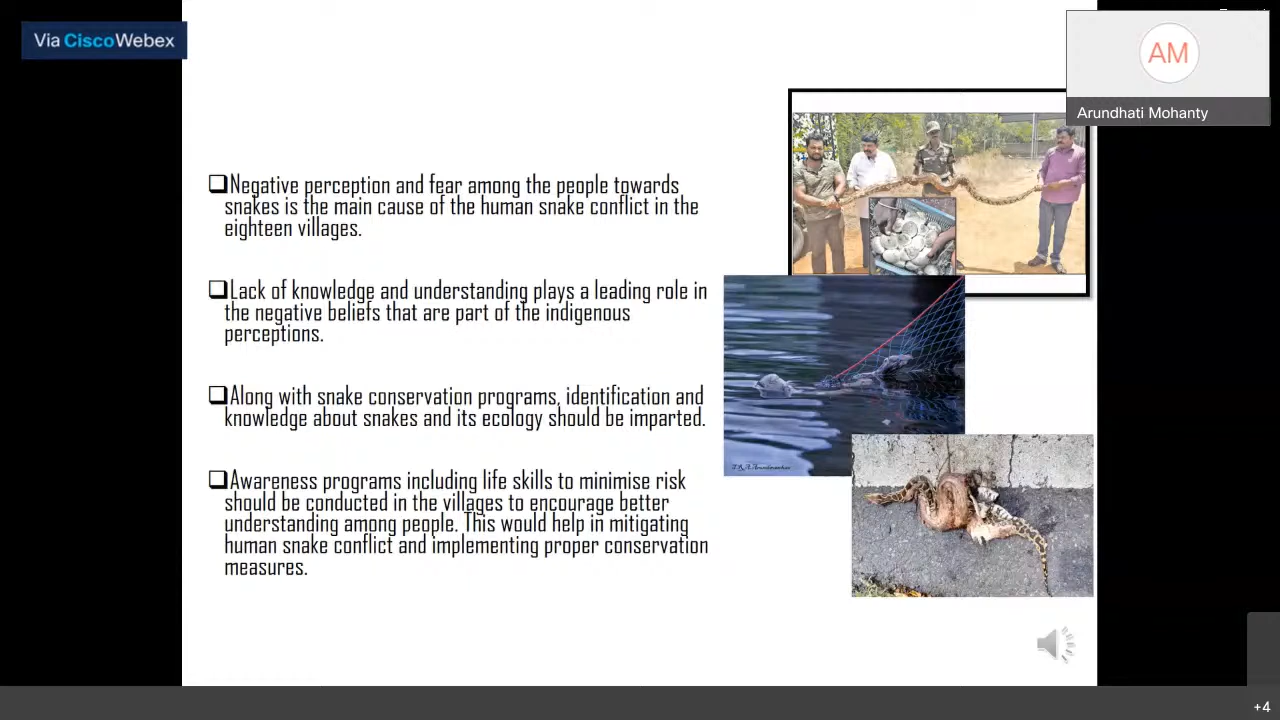 Via CiscoWebex
AM
Arundhati Mohanty
❑Negative perception and fear among the people towards
snakes is the main cause of the human snake conflict in the
eighteen villages.
❑Lack of knowledge and understanding plays a leading role in
the negative beliefs that are part of the indigenous
perceptions.
❑Along with snake conservation programs, identification and
knowledge about snakes and its ecology should be imparted.
❑Awareness programs including life skills to minimise risk
should be conducted in the villages to encourage better
understanding among people. This would help in mitigating
human snake conflict and implementing proper conservation
measures.
+4